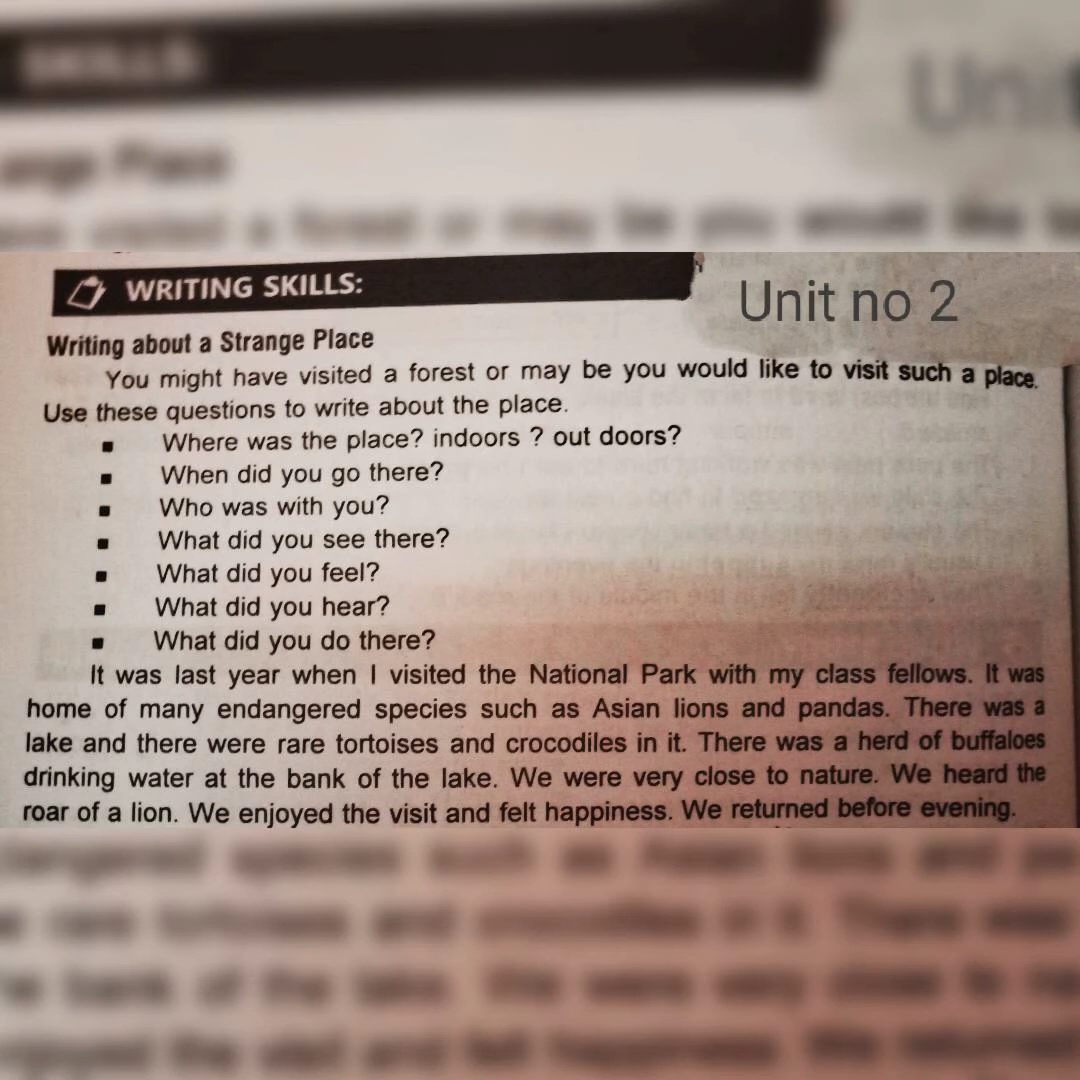 WRITING SKILLS:
Unit no 2
Writing about a Strange Place
You might have visited a forest or may be you would like to visit such a place.
Use these questions to write about the place.
▪ Where was the place? indoors ? out doors?
▪ When did you go there?
▪ Who was with you?
▪ What did you see there?
▪ What did you feel?
▪ What did you hear?
▪ What did you do there?
It was last year when I visited the National Park with my class fellows. It was
home of many endangered species such as Asian lions and pandas. There was a
lake and there were rare tortoises and crocodiles in it. There was a herd of buffaloes
drinking water at the bank of the lake. We were very close to nature. We heard the
roar of a lion. We enjoyed the visit and felt happiness. We returned before evening.